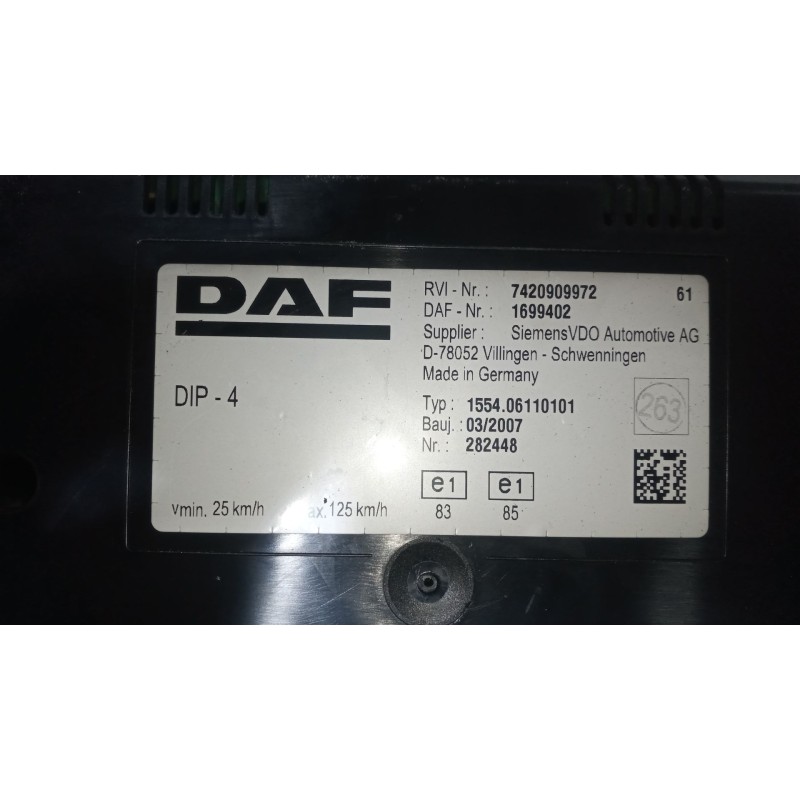 DAF
DIP - 4
vmin. 25 km/h ax. 125 km/h
RVI - Nr. : 7420909972 61
DAF - Nr. : 1699402
Supplier : SiemensVDO Automotive AG
D-78052 Villingen - Schwenningen
Made in Germany
Typ : 1554.06110101
Bauj. : 03/2007
Nr. : 282448
263
e1 e1
83 85